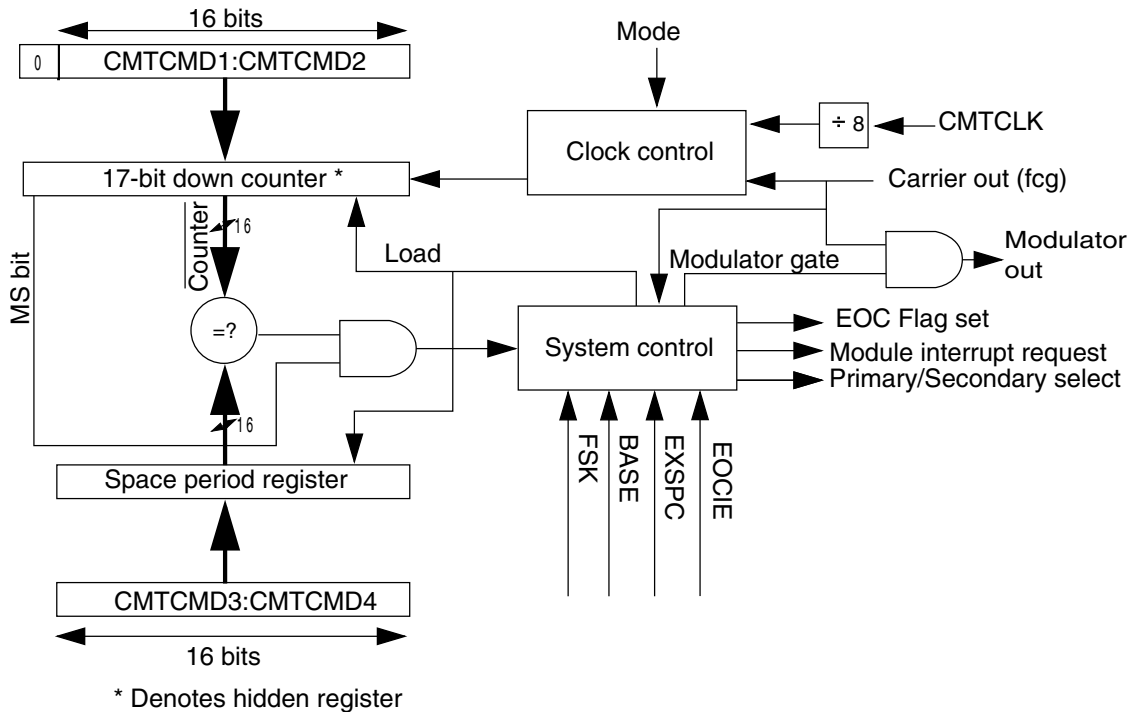 16 bits
0 CMTCMD1:CMTCMD2
Mode
÷ 8
CMTCLK
Clock control
17-bit down counter *
Carrier out (fcg)
MS bit
Counter
16
Load
Modulator gate
Modulator
out
=?
System control
EOC Flag set
Module interrupt request
Primary/Secondary select
16
FSK
BASE
EXSPC
EOCIE
Space period register
CMTCMD3:CMTCMD4
16 bits
* Denotes hidden register